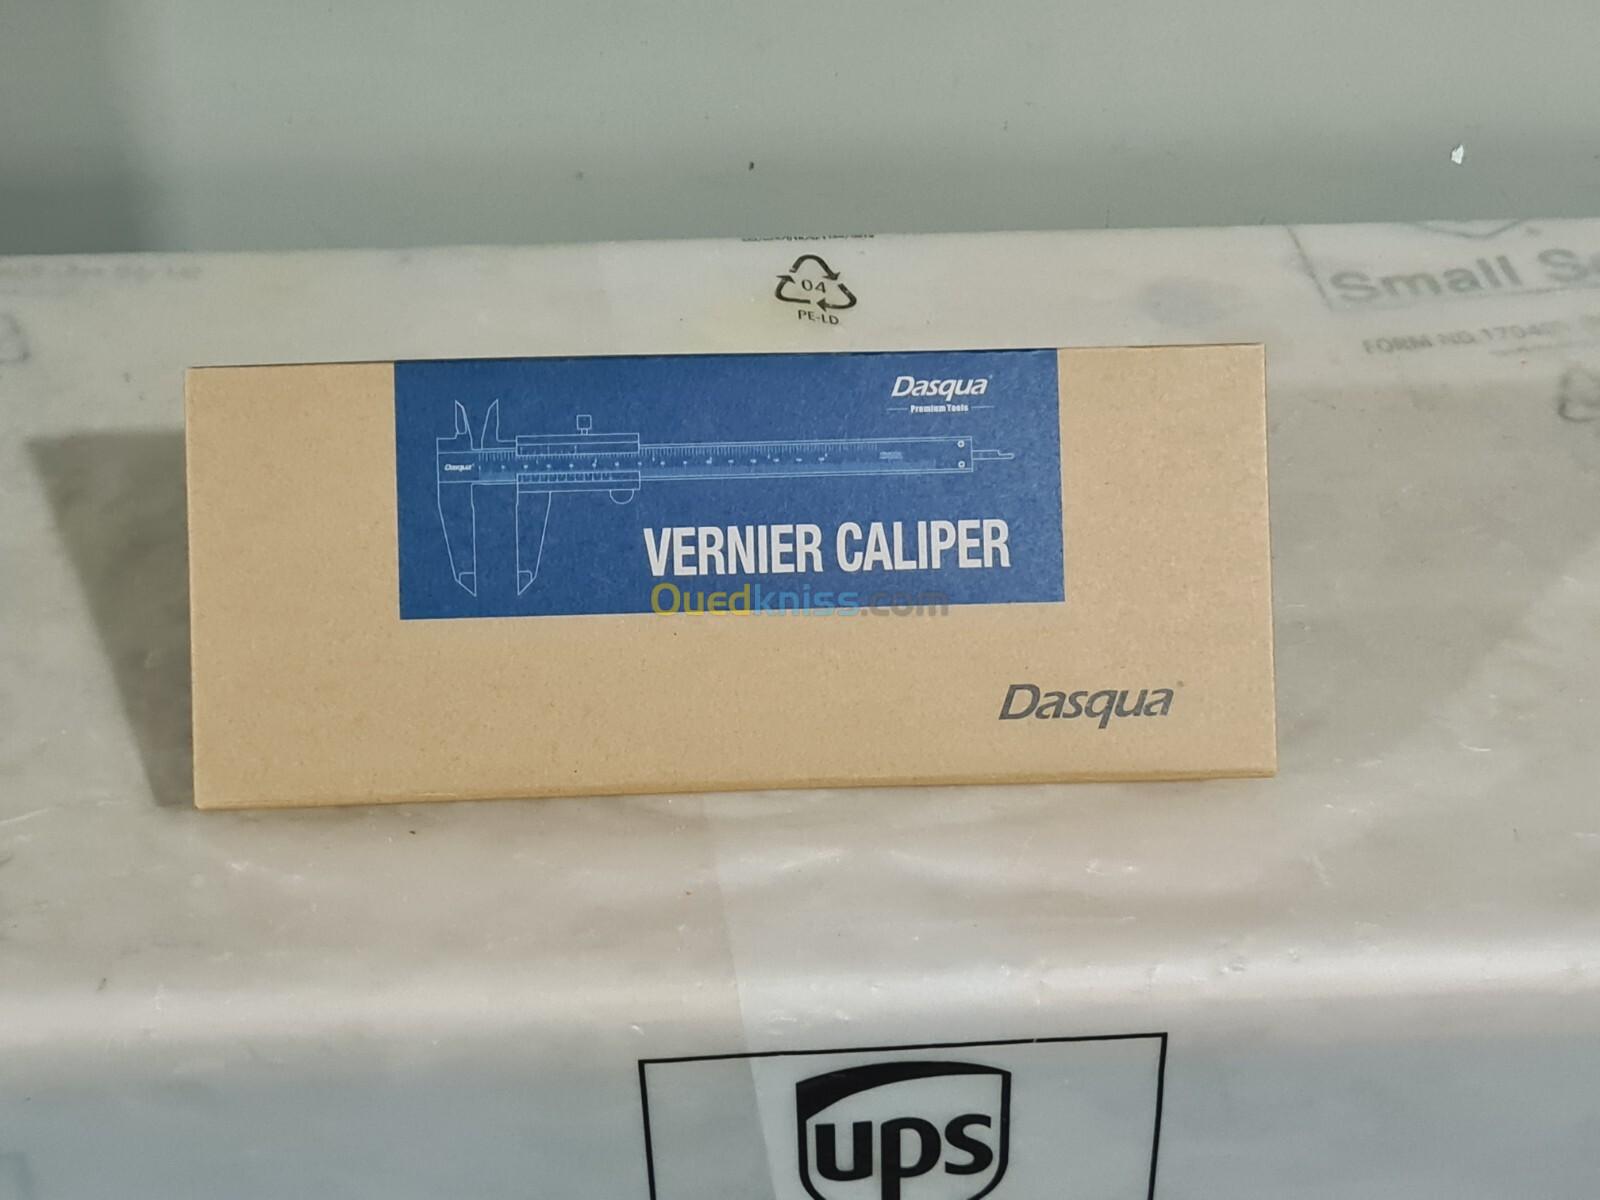 04
PE-LD
Small
FORM NO.
Dasqua
Premium Tools
Dasqua
VERNIER CALIPER
Ouedkniss.com
Dasqua
ups